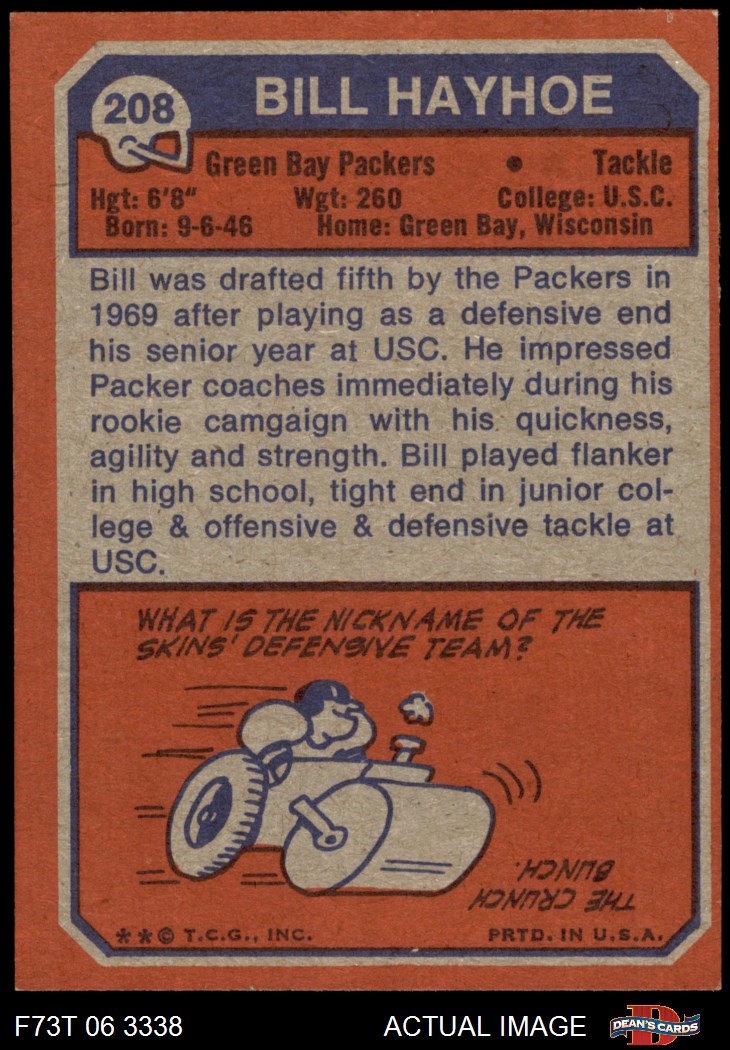 208
BILL HAYHOE
Green Bay Packers • Tackle
Hgt: 6'8" Wgt: 260 College: U.S.C.
Born: 9-6-46 Home: Green Bay, Wisconsin
Bill was drafted fifth by the Packers in
1969 after playing as a defensive end
his senior year at USC. He impressed
Packer coaches immediately during his
rookie camgaign with his quickness,
agility and strength. Bill played flanker
in high school, tight end in junior col-
lege & offensive & defensive tackle at
USC.
WHAT IS THE NICKNAME OF THE
SKINS' DEFENSIVE TEAM?
THE CRUNCH
BUNCH.
**© T.C.G., INC. PRTD. IN U.S.A.
F73T 06 3338 ACTUAL IMAGE D DEAN'S CARDS